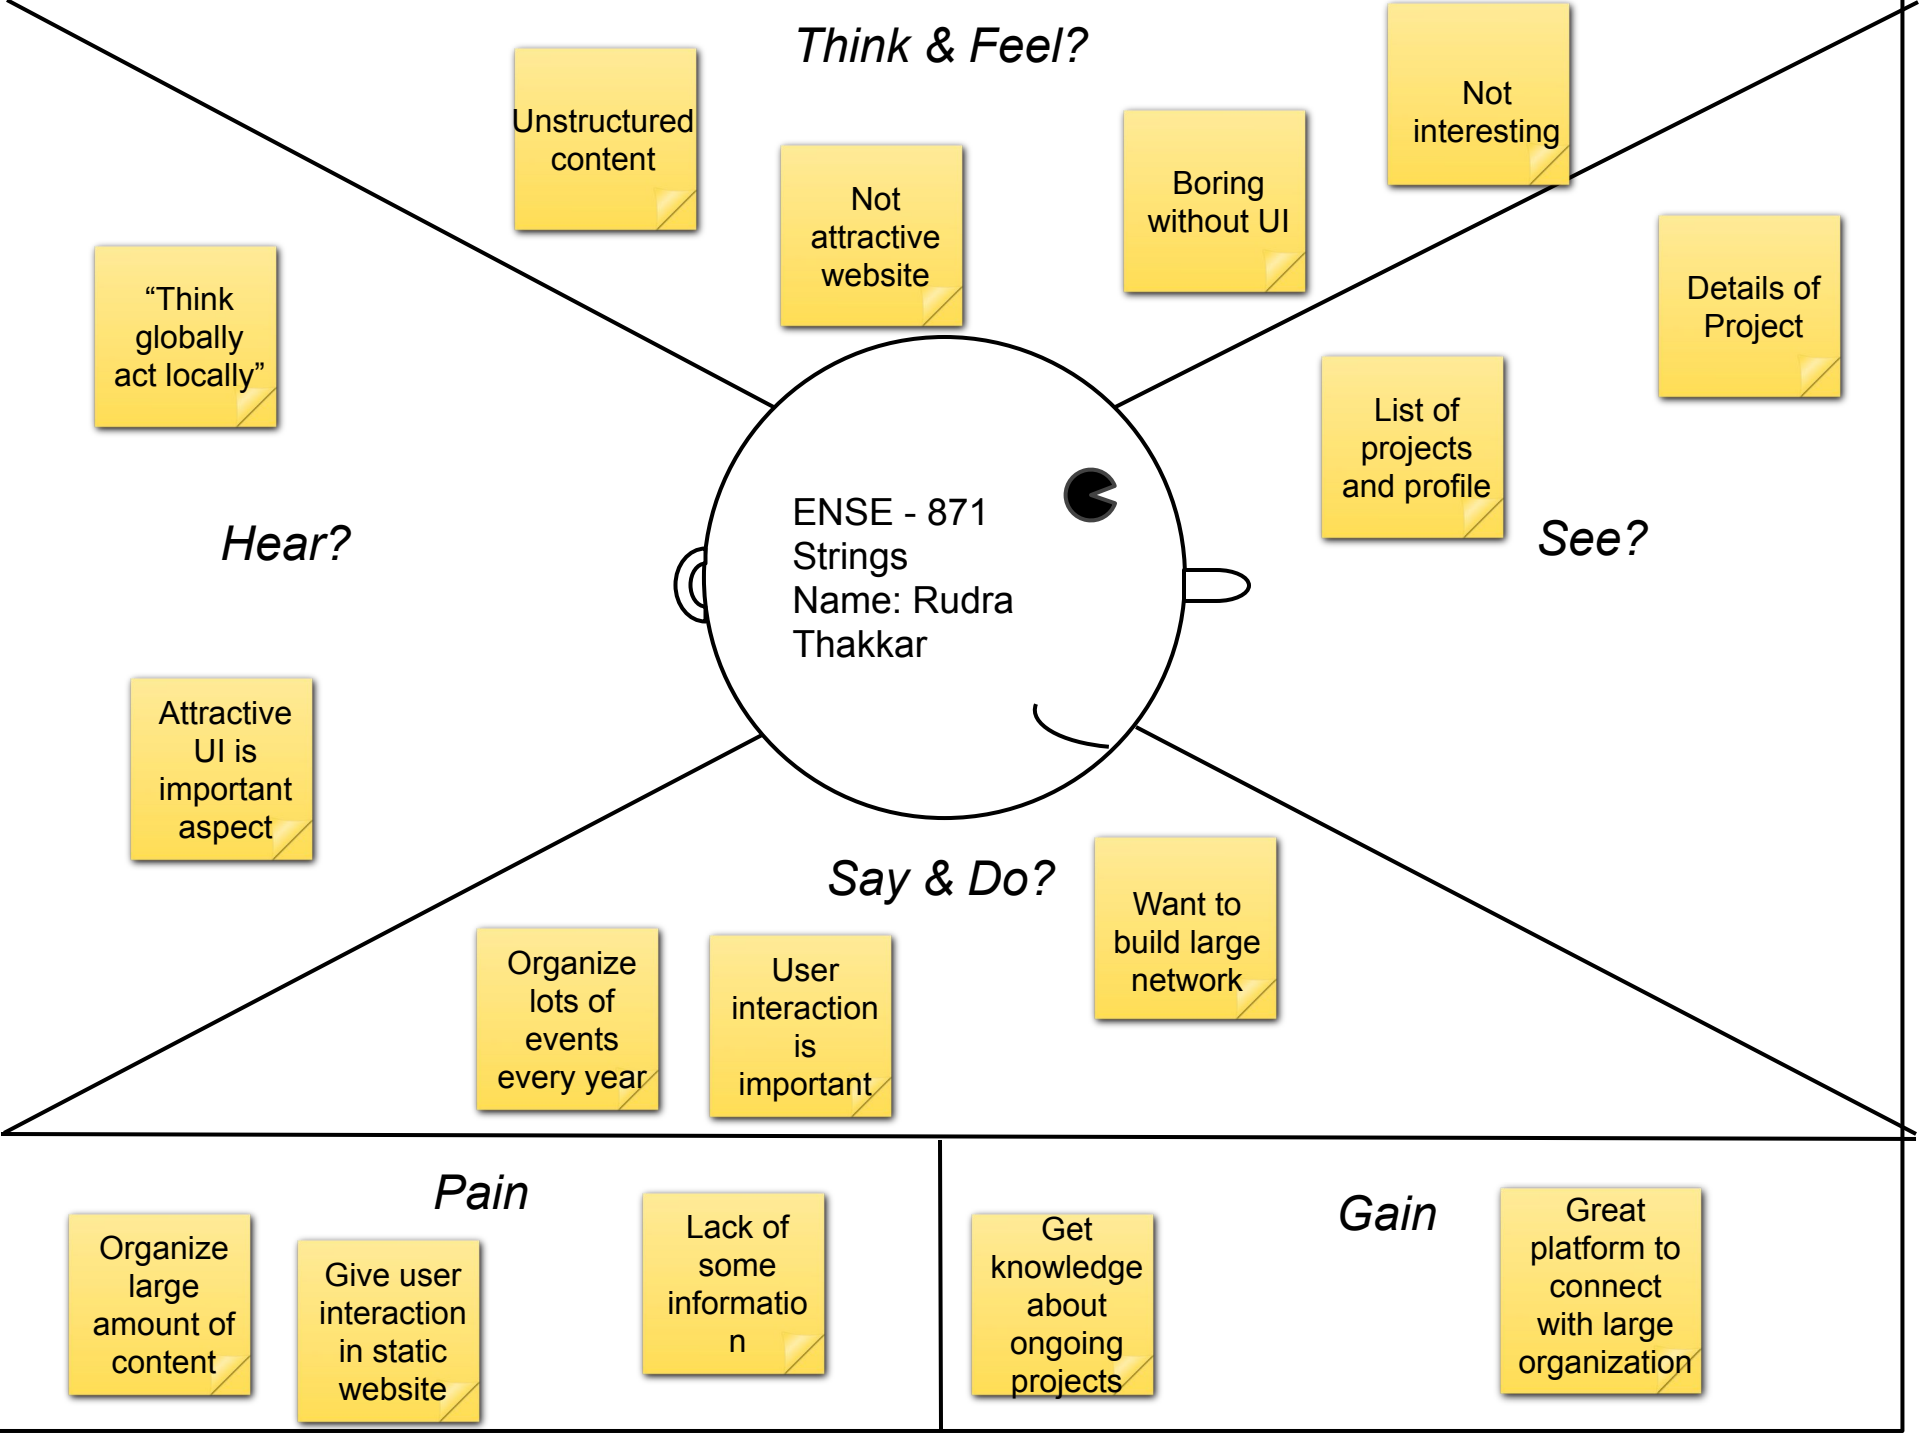 Think & Feel?
Unstructured
content
Not
attractive
website
Boring
without UI
Not
interesting
“Think
globally
act locally”
Hear?
Attractive
UI is
important
aspect
ENSE - 871
Strings
Name: Rudra
Thakkar
Details of
Project
List of
projects
and profile
See?
Say & Do?
Organize
lots of
events
every year
User
interaction
is
important
Want to
build large
network
Pain
Organize
large
amount of
content
Give user
interaction
in static
website
Lack of
some
informatio
n
Gain
Get
knowledge
about
ongoing
projects
Great
platform to
connect
with large
organization